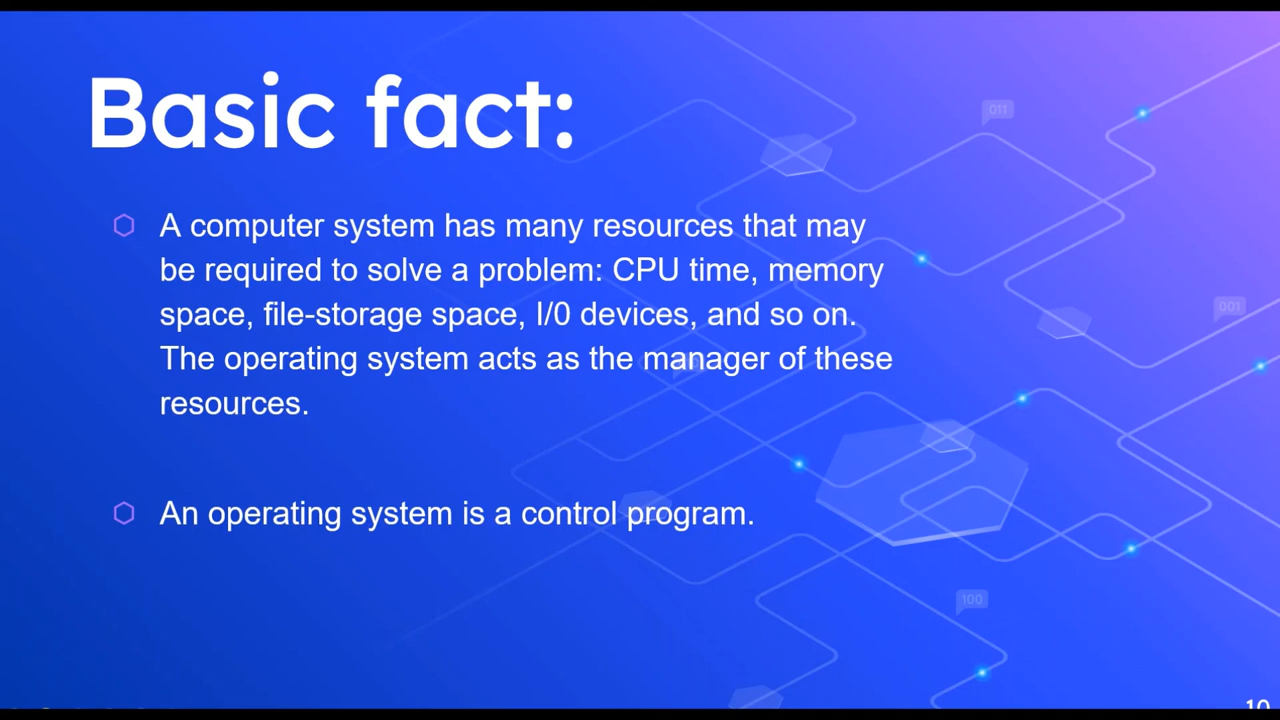 Basic fact:
A computer system has many resources that may
be required to solve a problem: CPU time, memory
space, file-storage space, I/0 devices, and so on.
The operating system acts as the manager of these
resources.
An operating system is a control program.
011
001
100
10